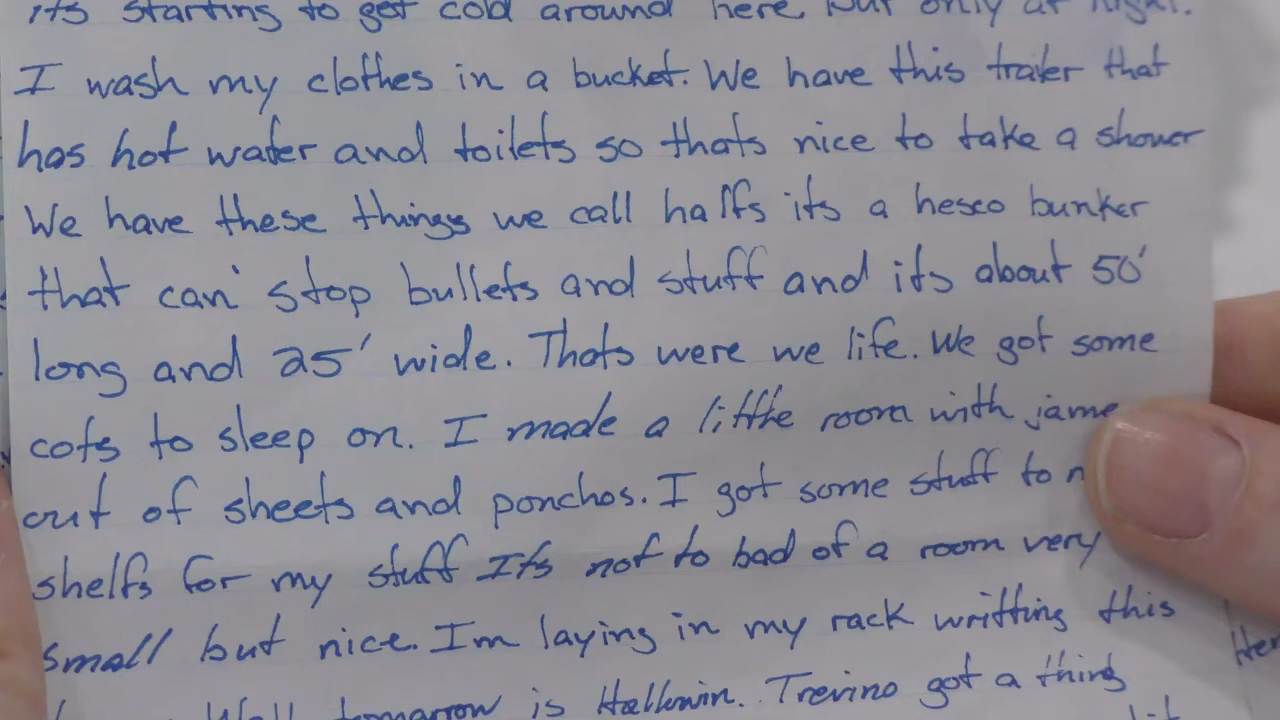 its starting to get cold around here but only at night.
I wash my clothes in a bucket. We have this trailer that
has hot water and toilets so thats nice to take a shower
We have these things we call halfs its a hesco bunker
that can stop bullets and stuff and its about 50'
long and 25' wide. Thats were we life. We got some
cots to sleep on. I made a little room with jame
out of sheets and ponchos. I got some stuff to
shelfs for my stuff Its not to bad of a room very
small but nice. Im laying in my rack writting this
Well tomorrow is Hallowin. Trevino got a thing